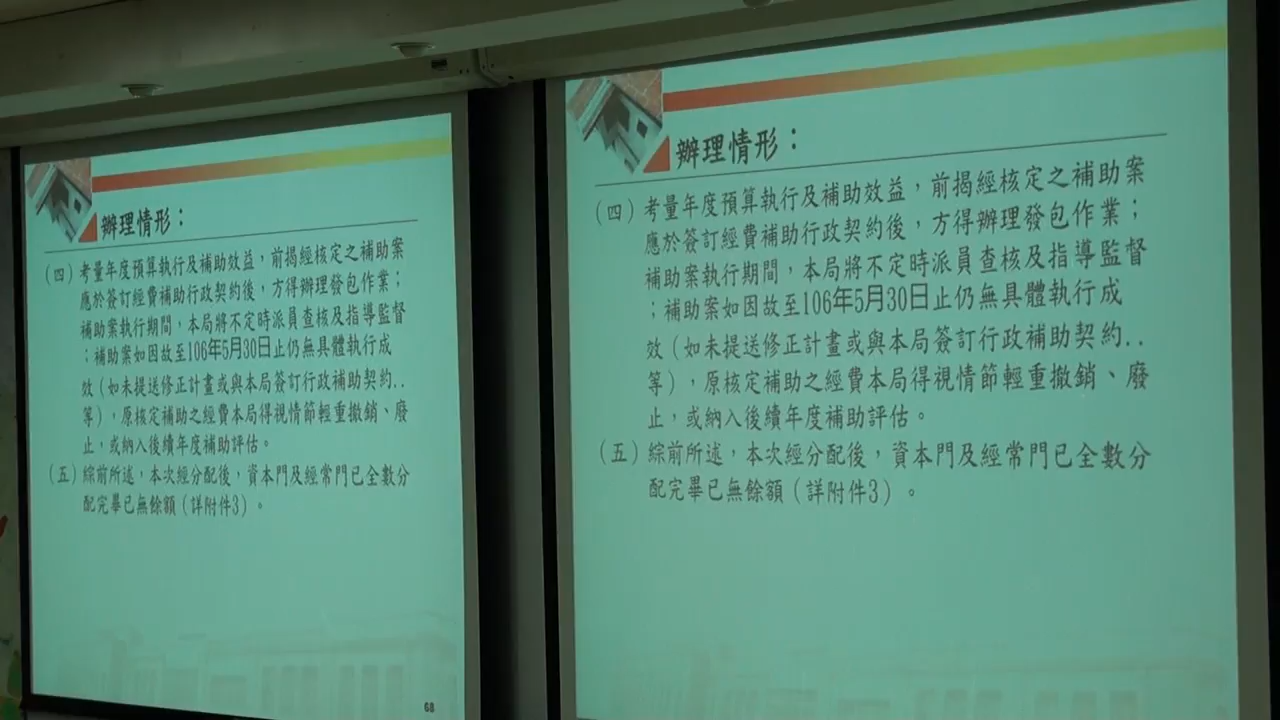 辦理情形：
（四）考量年度預算執行及補助效益，前揭經核定之補助案
應於簽訂經費補助行政契約後，方得辦理發包作業；
補助案執行期間，本局將不定時派員查核及指導監督
；補助案如因故至106年5月30日止仍無具體執行成
效（如未提送修正計畫或與本局簽訂行政補助契約..
等），原核定補助之經費本局得視情節輕重撤銷、廢
止，或納入後續年度補助評估。
（五）綜前所述，本次經分配後，資本門及經常門已全數分
配完畢已無餘額（詳附件3）。
68
辦理情形：
（四）考量年度預算執行及補助效益，前揭經核定之補助案
應於簽訂經費補助行政契約後，方得辦理發包作業；
補助案執行期間，本局將不定時派員查核及指導監督
；補助案如因故至106年5月30日止仍無具體執行成
效（如未提送修正計畫或與本局簽訂行政補助契約..
等），原核定補助之經費本局得視情節輕重撤銷、廢
止，或納入後續年度補助評估。
（五）綜前所述，本次經分配後，資本門及經常門已全數分
配完畢已無餘額（詳附件3）。